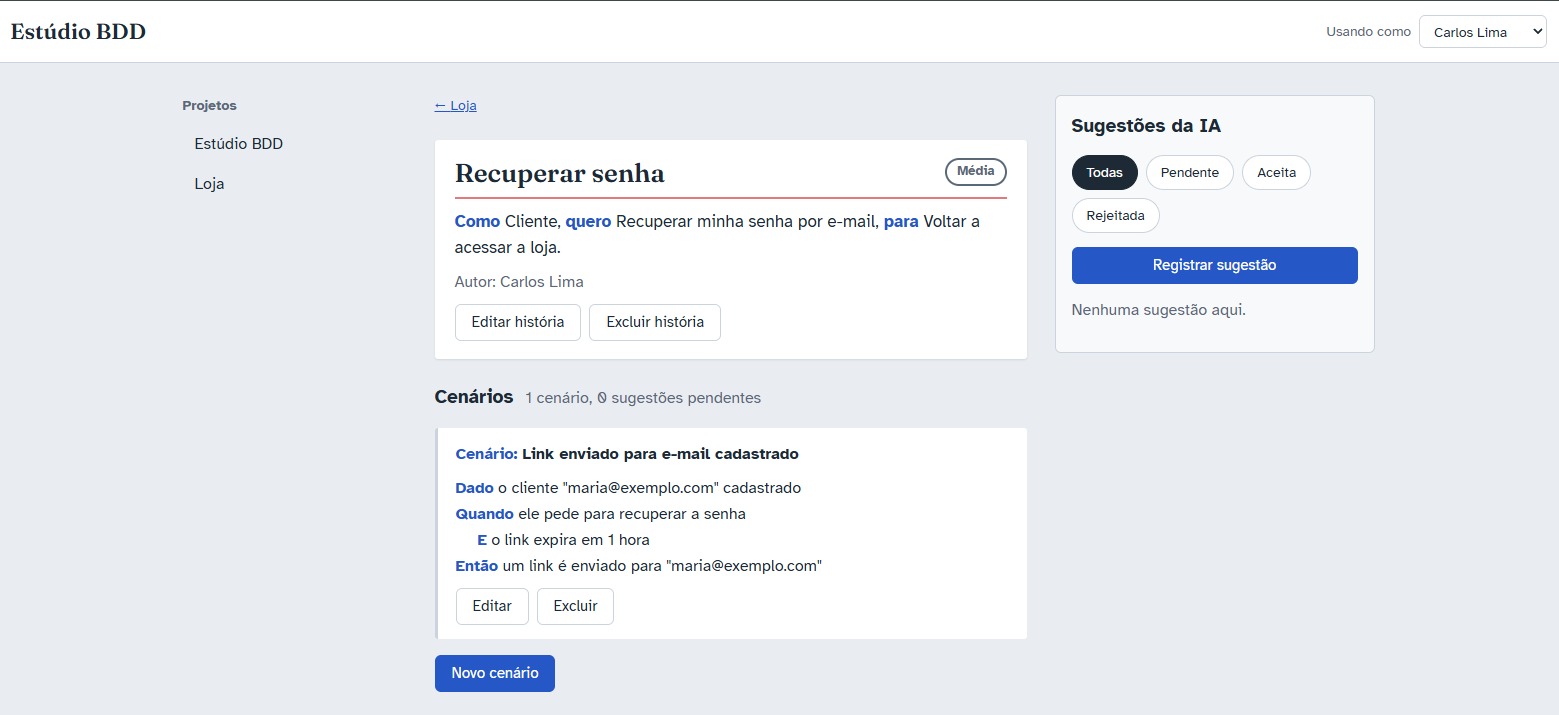 Estúdio BDD
Usando como
Carlos Lima
Projetos
Estúdio BDD
Loja
← Loja
Recuperar senha
Média
Como Cliente, quero Recuperar minha senha por e-mail, para Voltar a
acessar a loja.
Autor: Carlos Lima
Editar história
Excluir história
Cenários
1 cenário, 0 sugestões pendentes
Cenário: Link enviado para e-mail cadastrado
Dado o cliente "maria@exemplo.com" cadastrado
Quando ele pede para recuperar a senha
E o link expira em 1 hora
Então um link é enviado para "maria@exemplo.com"
Editar
Excluir
Novo cenário
Sugestões da IA
Todas
Pendente
Aceita
Rejeitada
Registrar sugestão
Nenhuma sugestão aqui.